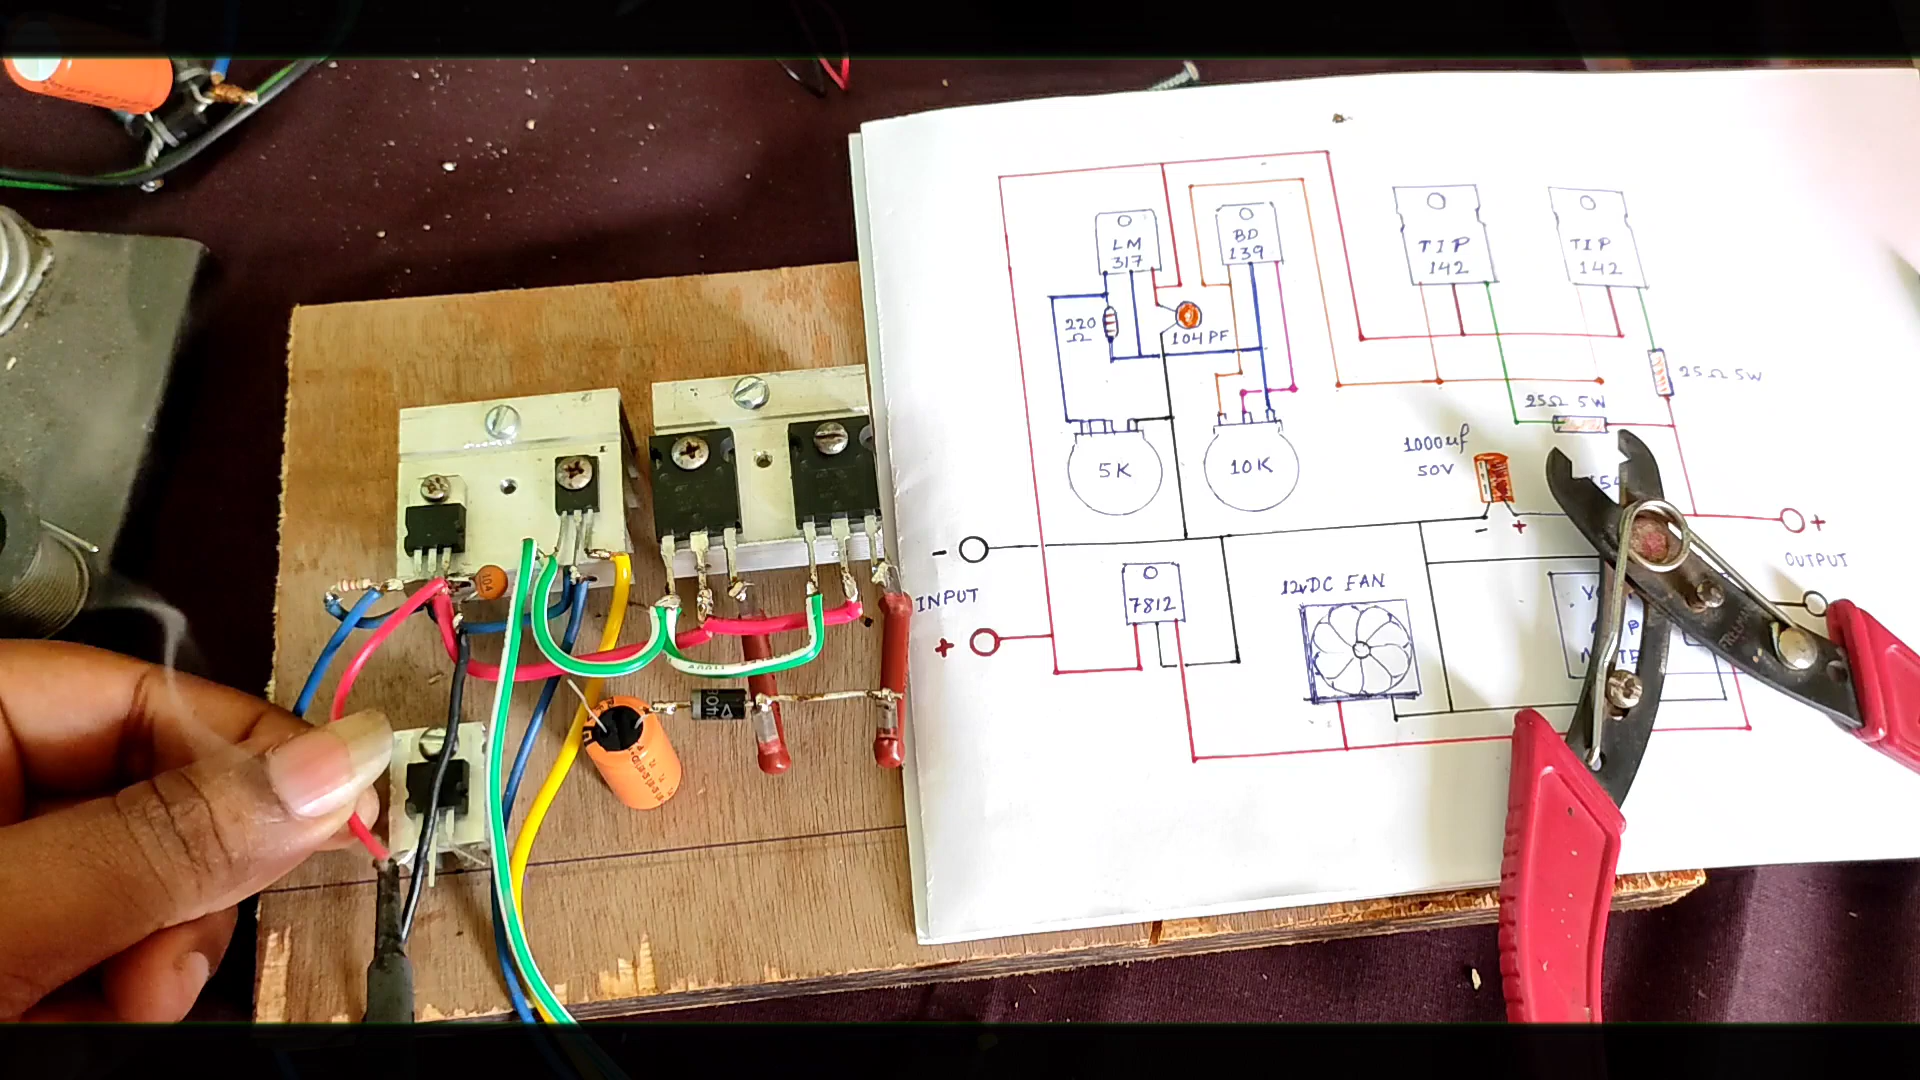 LM
317
BD
139
TIP
142
TIP
142
220
Ω
104 PF
25Ω 5W
25Ω 5W
5K
10K
1000uf
50V
-
+
-
INPUT
+
+
OUTPUT
7812
12vDC FAN
104